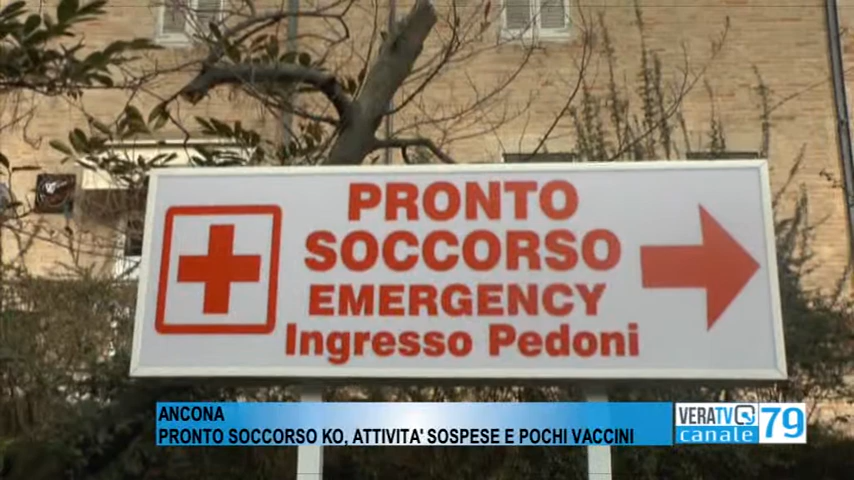 PRONTO
SOCCORSO
EMERGENCY
Ingresso Pedoni
ANCONA
PRONTO SOCCORSO KO, ATTIVITA' SOSPESE E POCHI VACCINI
VERATV
canale 79